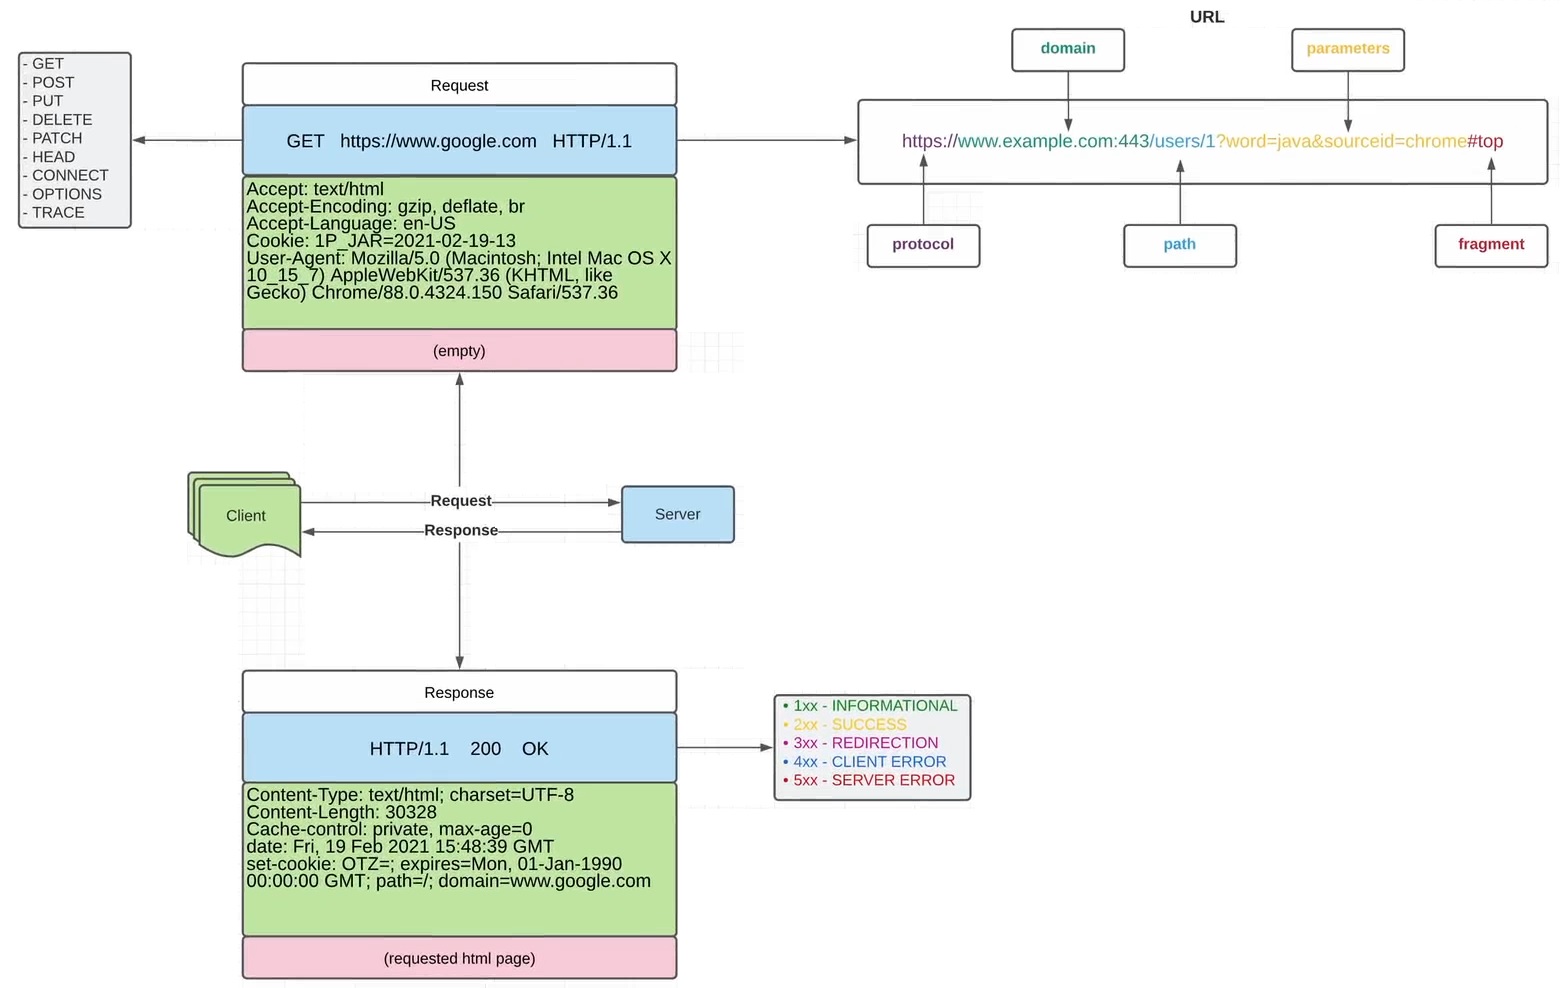 URL
domain
parameters
https://www.example.com:443/users/1?word=java&sourceid=chrome#top
protocol
path
fragment
- GET
- POST
- PUT
- DELETE
- PATCH
- HEAD
- CONNECT
- OPTIONS
- TRACE
Request
GET https://www.google.com HTTP/1.1
Accept: text/html
Accept-Encoding: gzip, deflate, br
Accept-Language: en-US
Cookie: 1P_JAR=2021-02-19-13
User-Agent: Mozilla/5.0 (Macintosh; Intel Mac OS X
10_15_7) AppleWebKit/537.36 (KHTML, like
Gecko) Chrome/88.0.4324.150 Safari/537.36
(empty)
Client
Request
Response
Server
Response
HTTP/1.1 200 OK
Content-Type: text/html; charset=UTF-8
Content-Length: 30328
Cache-control: private, max-age=0
date: Fri, 19 Feb 2021 15:48:39 GMT
set-cookie: OTZ=; expires=Mon, 01-Jan-1990
00:00:00 GMT; path=/; domain=www.google.com
(requested html page)
• 1xx - INFORMATIONAL
• 2xx - SUCCESS
• 3xx - REDIRECTION
• 4xx - CLIENT ERROR
• 5xx - SERVER ERROR